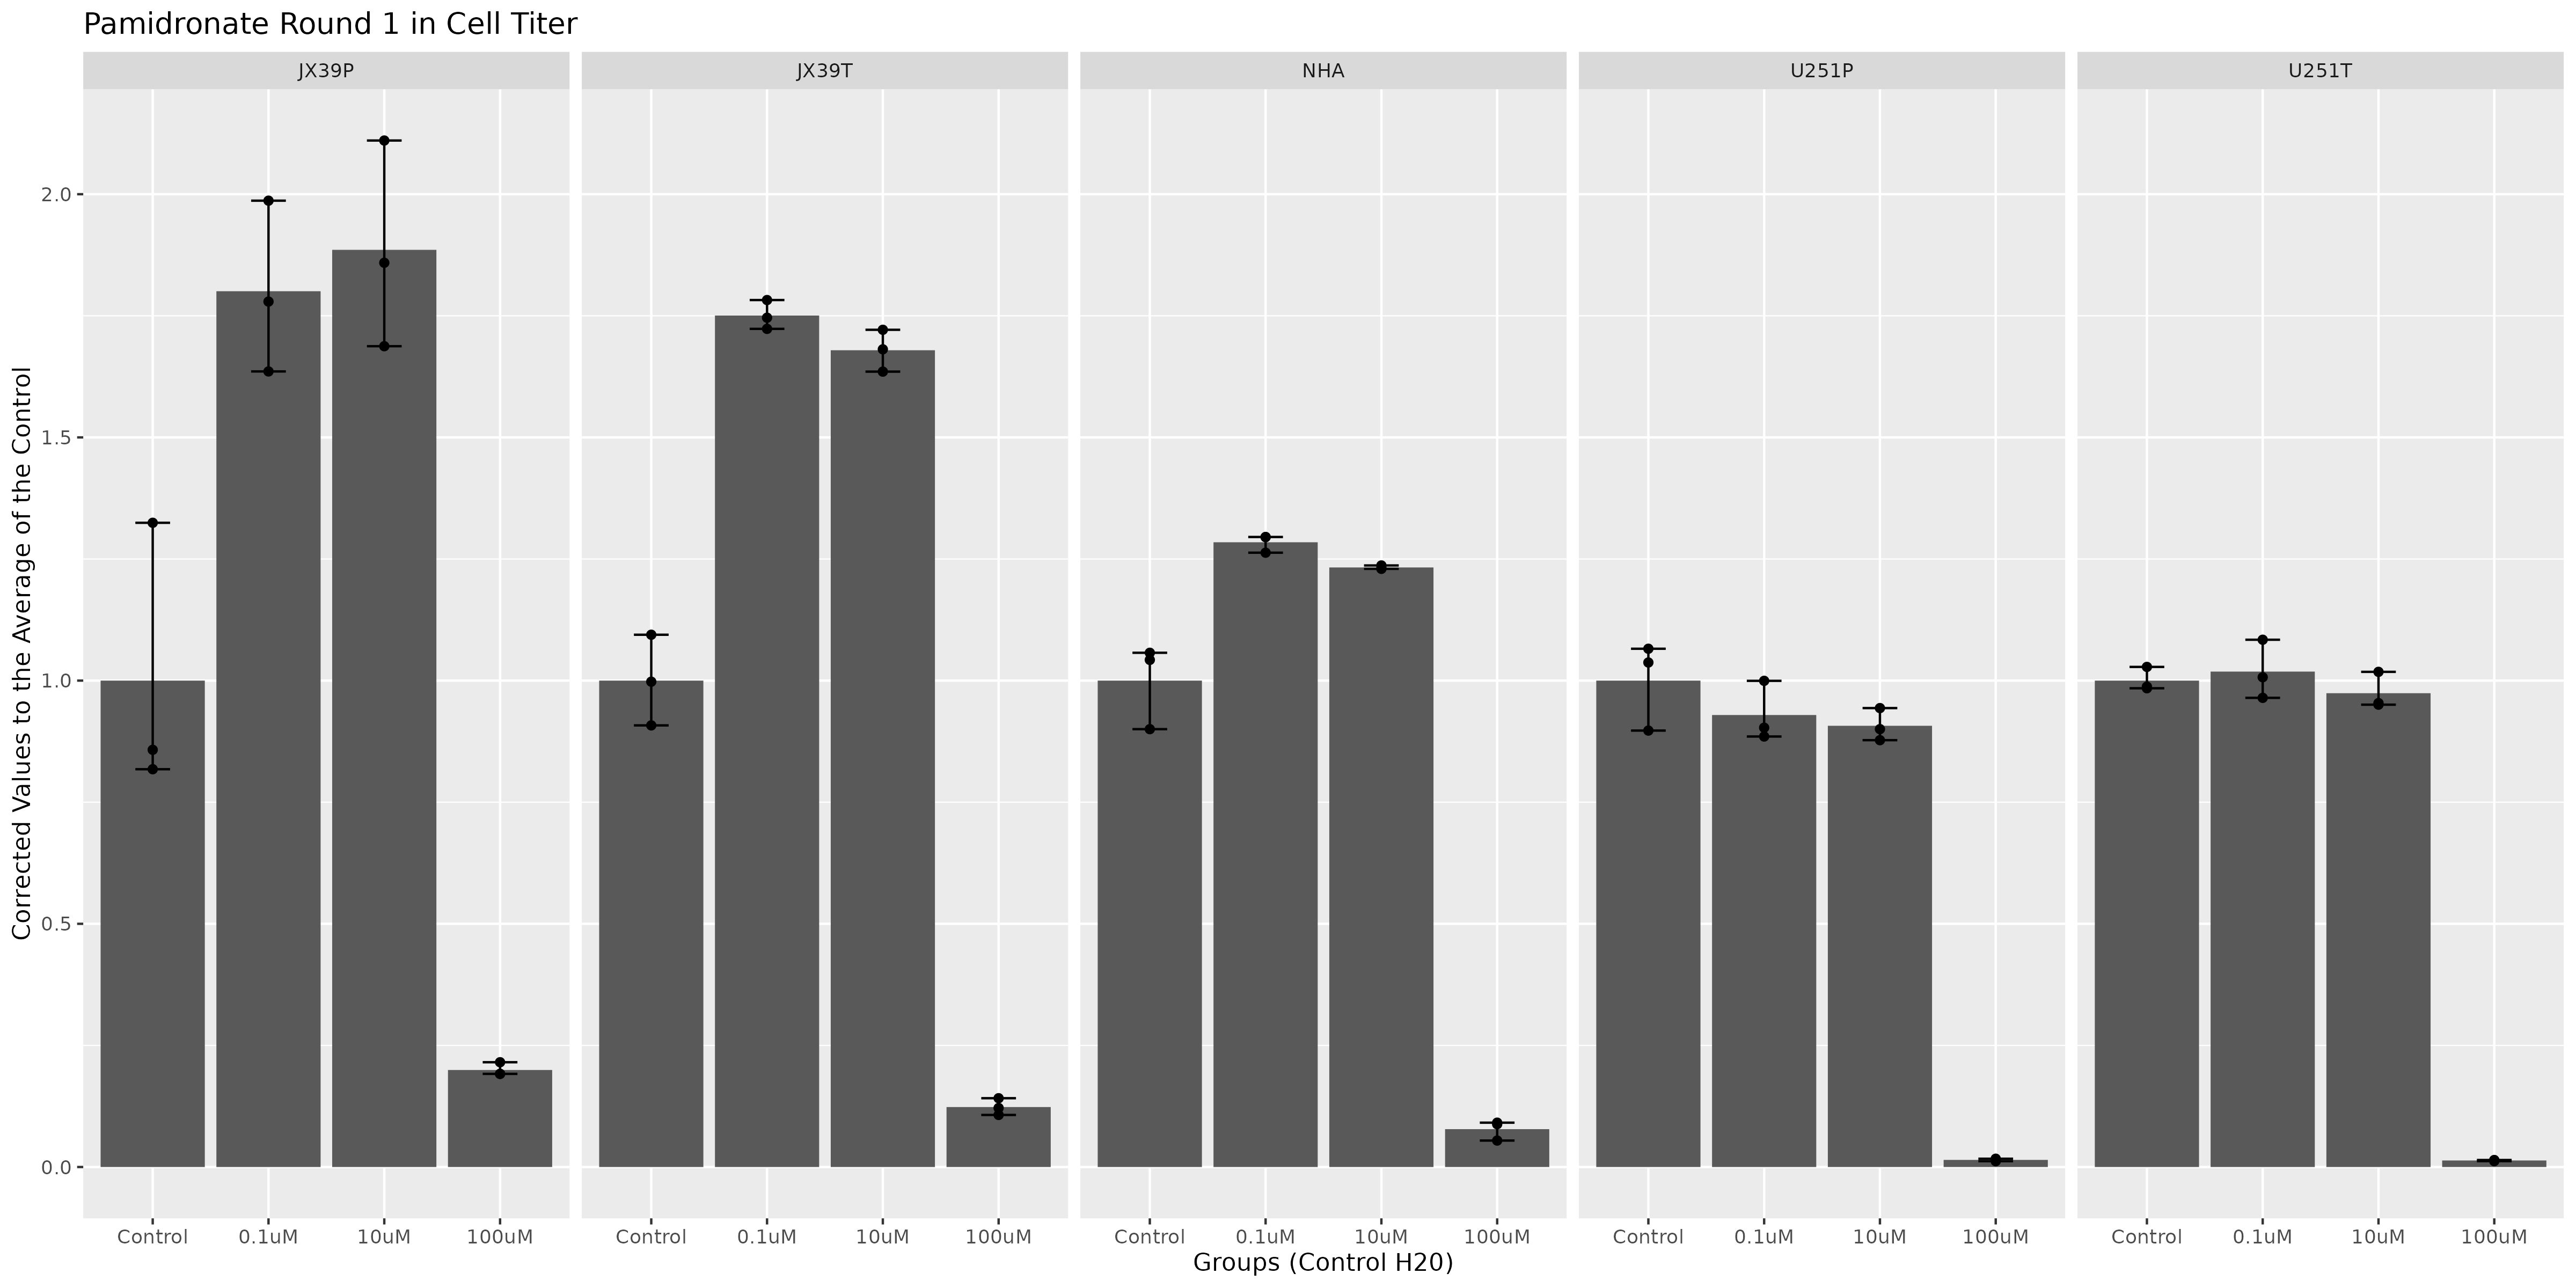 Pamidronate Round 1 in Cell Titer
JX39P JX39T NHA U251P U251T
Corrected Values to the Average of the Control
2.0
1.5
1.0
0.5
0.0
Control 0.1uM 10uM 100uM Control 0.1uM 10uM 100uM Control 0.1uM 10uM 100uM Control 0.1uM 10uM 100uM Control 0.1uM 10uM 100uM
Groups (Control H20)